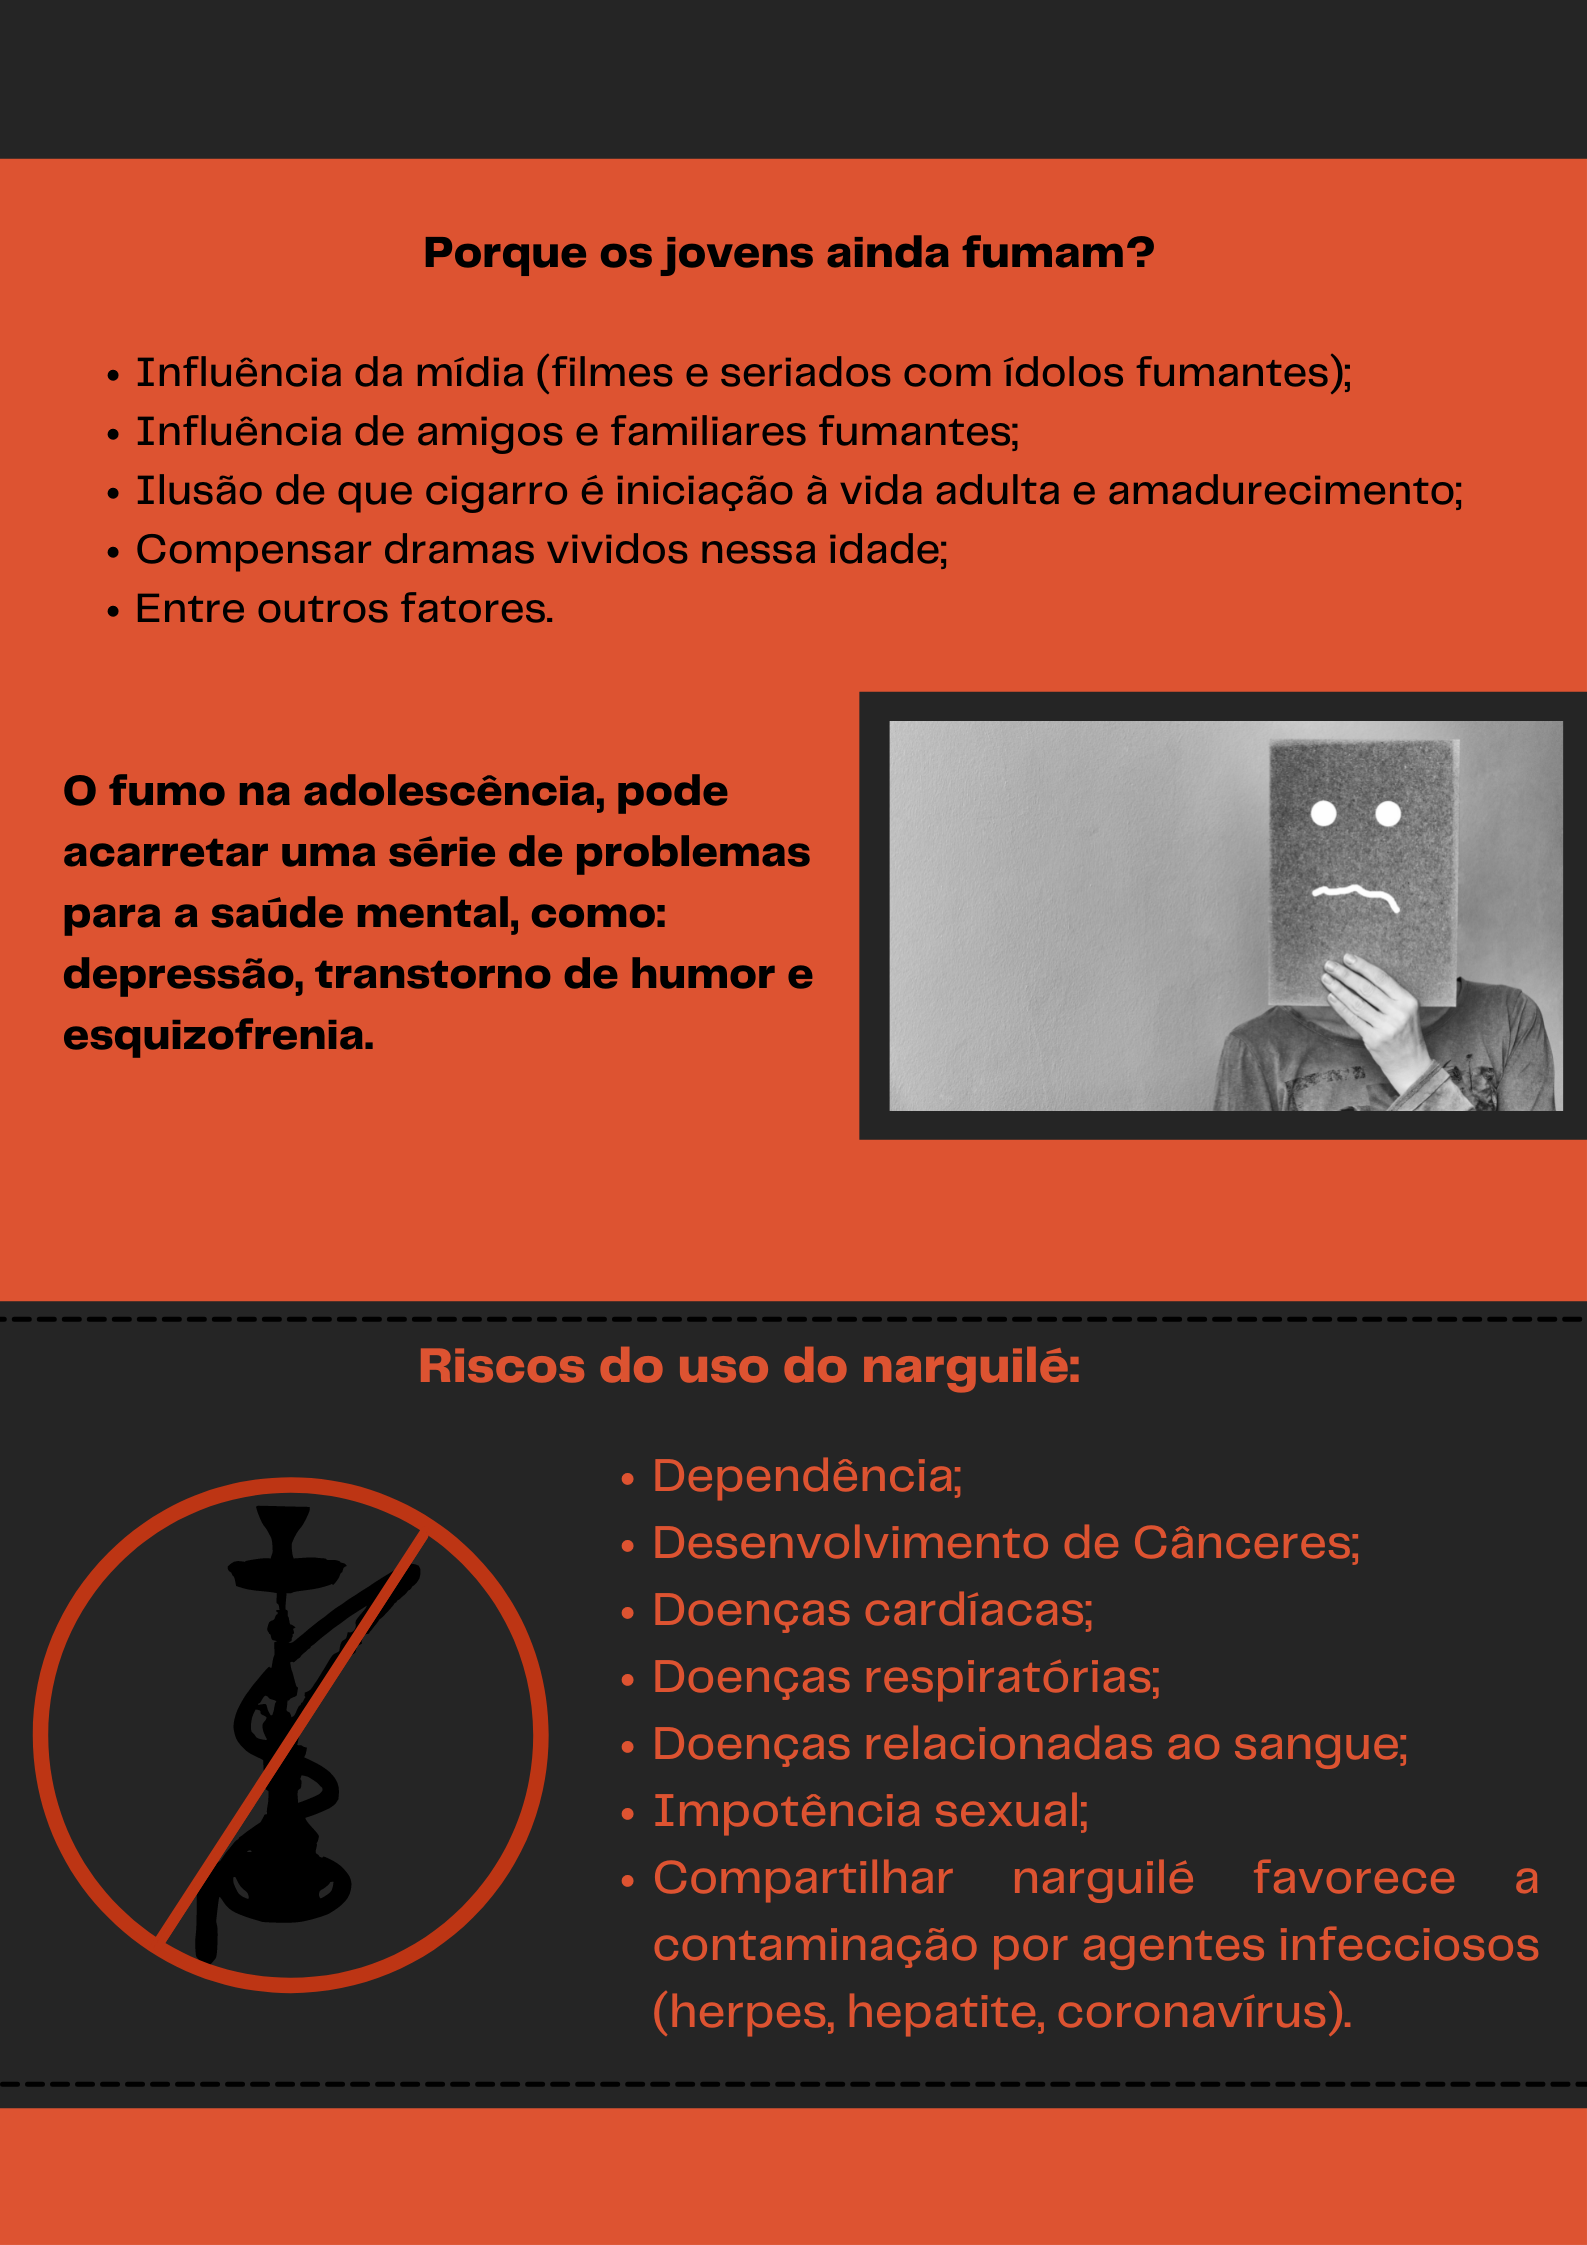 Porque os jovens ainda fumam?
• Influência da mídia (filmes e seriados com ídolos fumantes);
• Influência de amigos e familiares fumantes;
• Ilusão de que cigarro é iniciação à vida adulta e amadurecimento;
• Compensar dramas vividos nessa idade;
• Entre outros fatores.
O fumo na adolescência, pode
acarretar uma série de problemas
para a saúde mental, como:
depressão, transtorno de humor e
esquizofrenia.
Riscos do uso do narguilé:
• Dependência;
• Desenvolvimento de Cânceres;
• Doenças cardíacas;
• Doenças respiratórias;
• Doenças relacionadas ao sangue;
• Impotência sexual;
• Compartilhar narguilé favorece a
contaminação por agentes infecciosos
(herpes, hepatite, coronavírus).